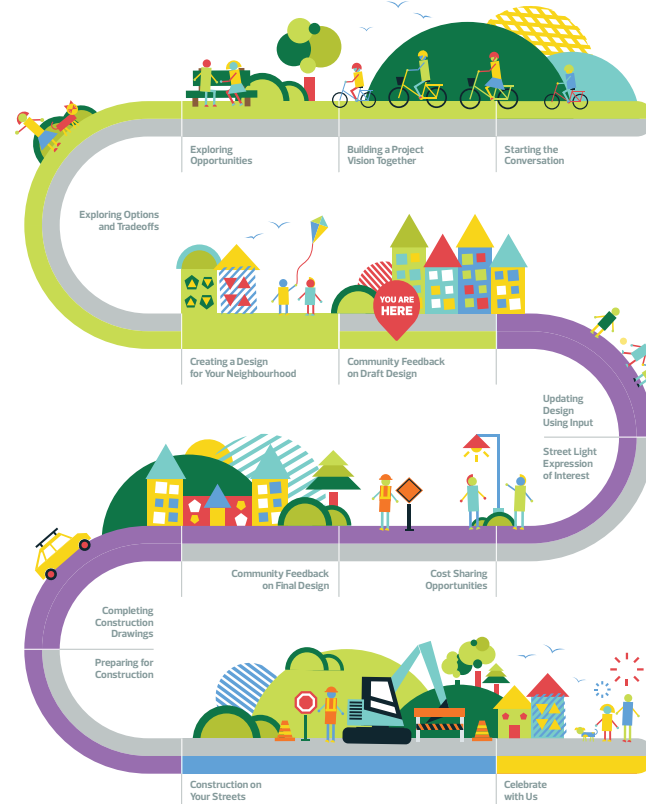 Exploring
Opportunities
Building a Project
Vision Together
Starting the
Conversation
Exploring Options
and Tradeoffs
YOU ARE
HERE
Creating a Design
for Your Neighbourhood
Community Feedback
on Draft Design
Updating
Design
Using Input
Street Light
Expression
of Interest
Community Feedback
on Final Design
Cost Sharing
Opportunities
Completing
Construction
Drawings
Preparing for
Construction
Construction on
Your Streets
Celebrate
with Us